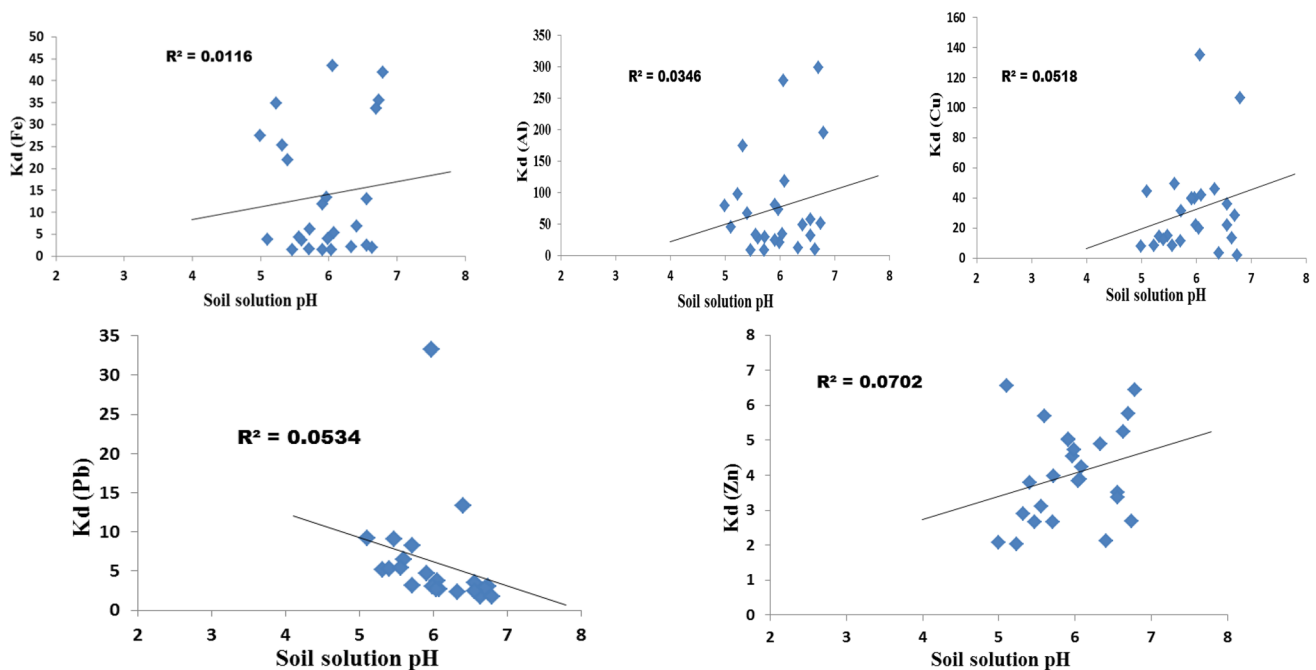 R² = 0.0116
Kd (Fe)
50
45
40
35
30
25
20
15
10
5
0
2 3 4 5 6 7 8
Soil solution pH
R² = 0.0346
Kd (Al)
350
300
250
200
150
100
50
0
2 3 4 5 6 7 8
Soil solution pH
R² = 0.0518
Kd (Cu)
160
140
120
100
80
60
40
20
0
2 3 4 5 6 7 8
Soil solution pH
R² = 0.0534
Kd (Pb)
35
30
25
20
15
10
5
0
2 3 4 5 6 7 8
Soil solution pH
R² = 0.0702
Kd (Zn)
8
7
6
5
4
3
2
1
0
2 3 4 5 6 7 8
Soil solution pH